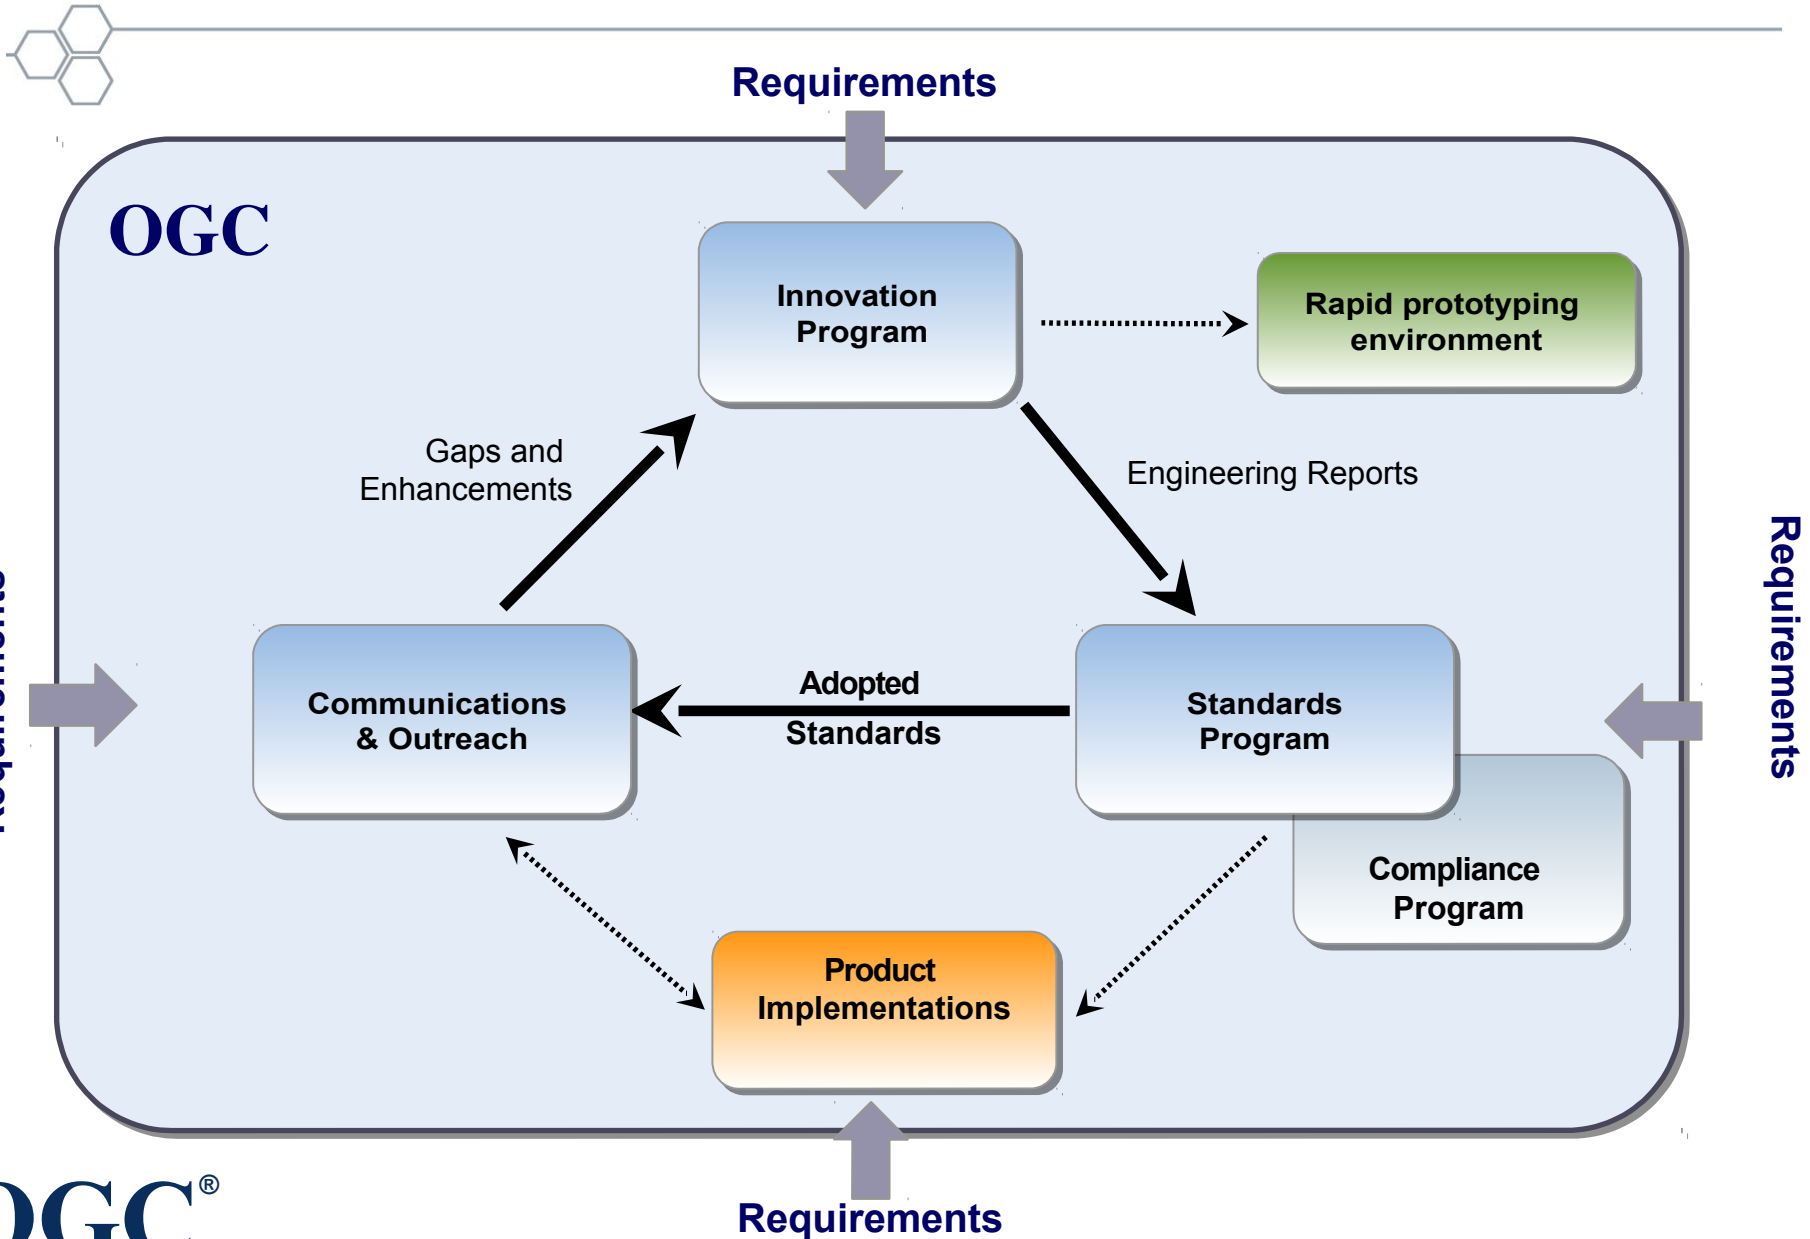 Requirements
OGC
Innovation
Program
Rapid prototyping
environment
Gaps and
Enhancements
Engineering Reports
Requirements
Requirements
Communications
& Outreach
Adopted
Standards
Standards
Program
Compliance
Program
Product
Implementations
OGC®
Requirements